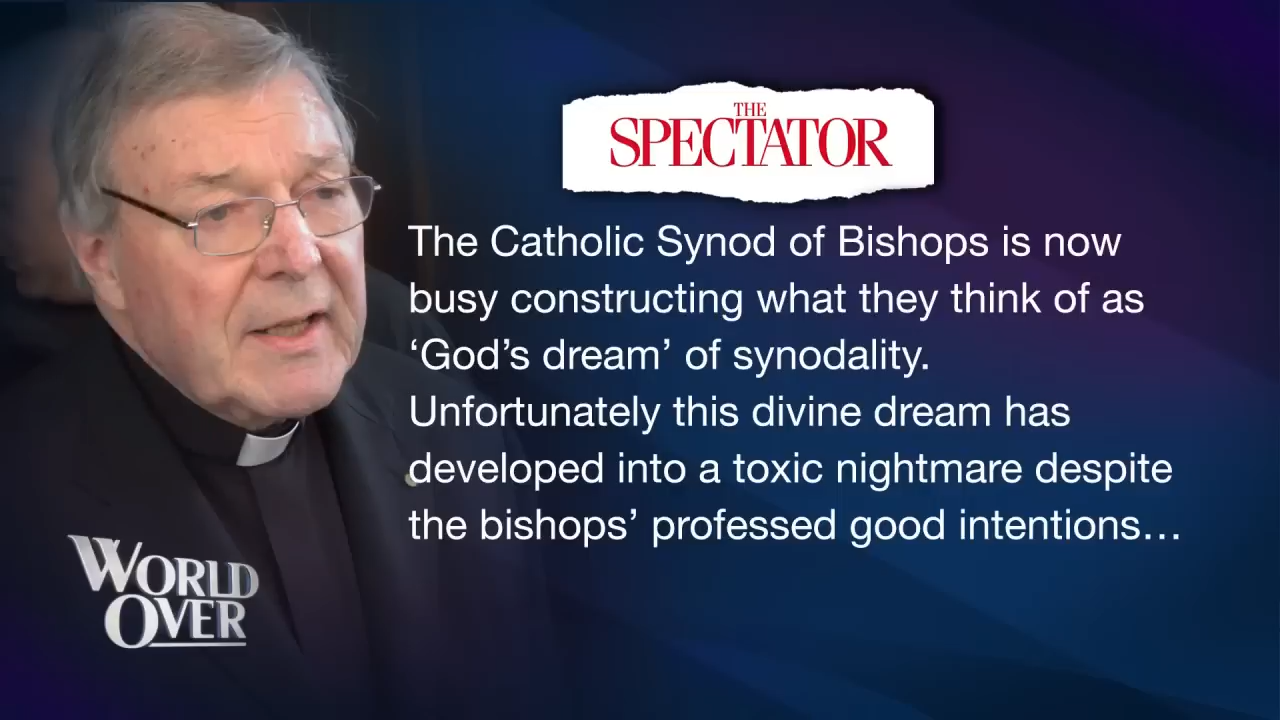 THE
SPECTATOR
The Catholic Synod of Bishops is now
busy constructing what they think of as
‘God’s dream’ of synodality.
Unfortunately this divine dream has
developed into a toxic nightmare despite
the bishops’ professed good intentions…
WORLD
OVER